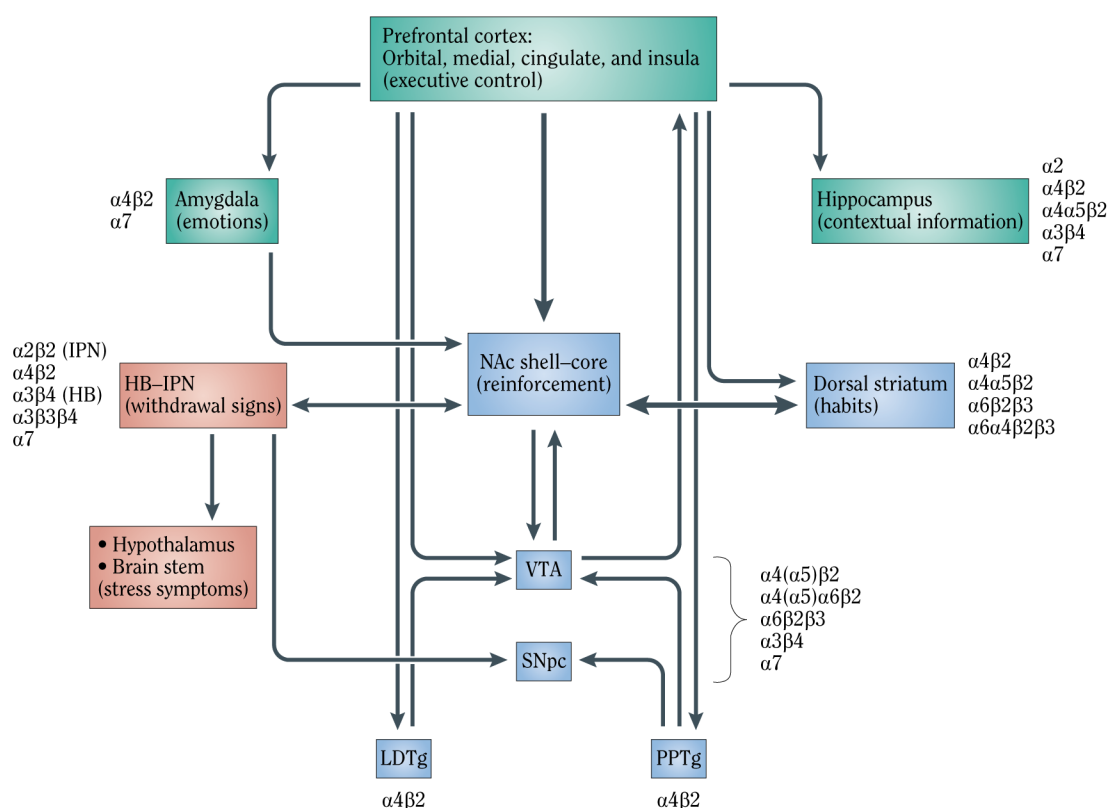 Prefrontal cortex:
Orbital, medial, cingulate, and insula
(executive control)
α4β2
α7
Amygdala
(emotions)
Hippocampus
(contextual information)
α2
α4β2
α4α5β2
α3β4
α7
α2β2 (IPN)
α4β2
α3β4 (HB)
α3β3β4
α7
HB–IPN
(withdrawal signs)
NAc shell–core
(reinforcement)
Dorsal striatum
(habits)
α4β2
α4α5β2
α6β2β3
α6α4β2β3
• Hypothalamus
• Brain stem
(stress symptoms)
VTA
SNpc
α4(α5)β2
α4(α5)α6β2
α6β2β3
α3β4
α7
LDTg
α4β2
PPTg
α4β2